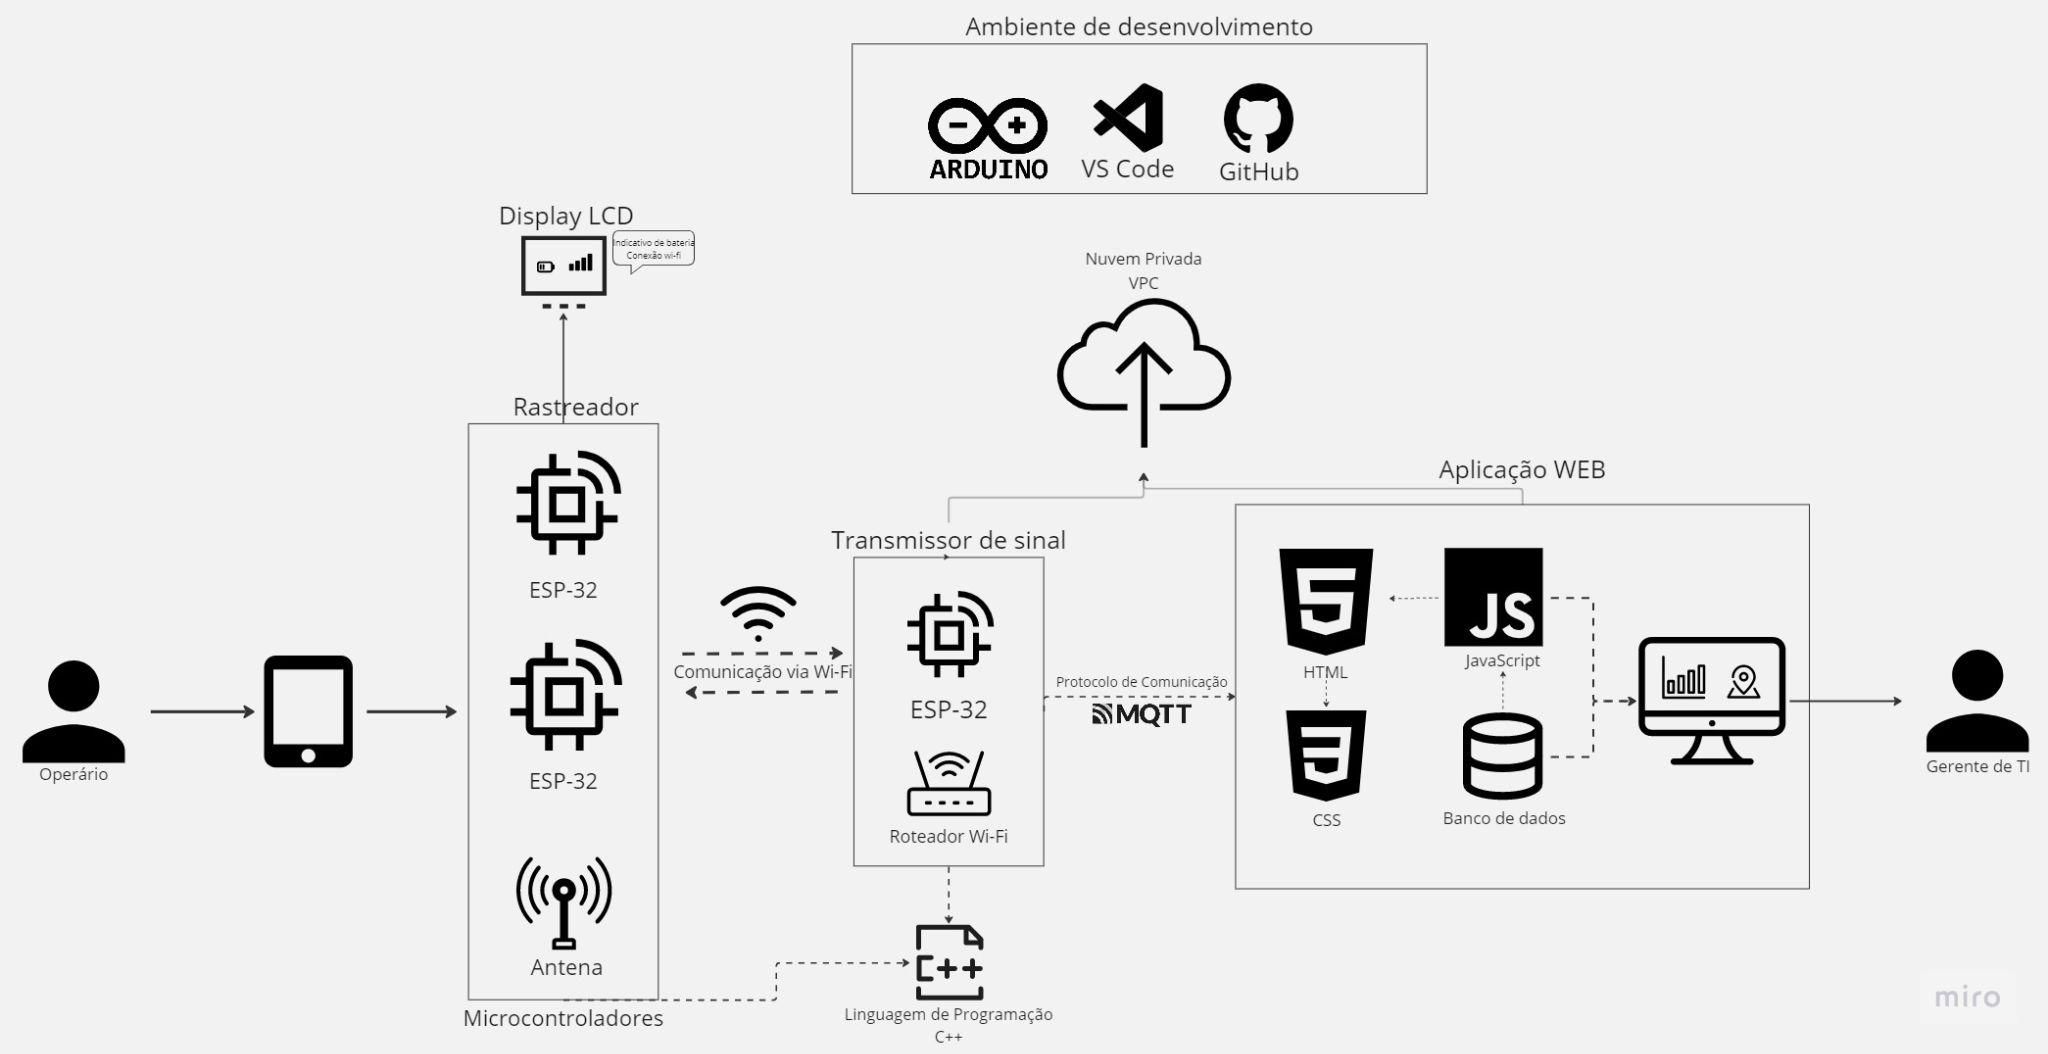 Ambiente de desenvolvimento
ARDUINO
VS Code
GitHub
Display LCD
Indicativo de bateria
Conexão wi-fi
Nuvem Privada
VPC
Rastreador
ESP-32
ESP-32
Antena
Microcontroladores
Operário
Comunicação via Wi-Fi
Transmissor de sinal
ESP-32
Roteador Wi-Fi
C++
Linguagem de Programação
C++
Protocolo de Comunicação
MQTT
Aplicação WEB
HTML
JS
JavaScript
CSS
Banco de dados
Gerente de TI
miro